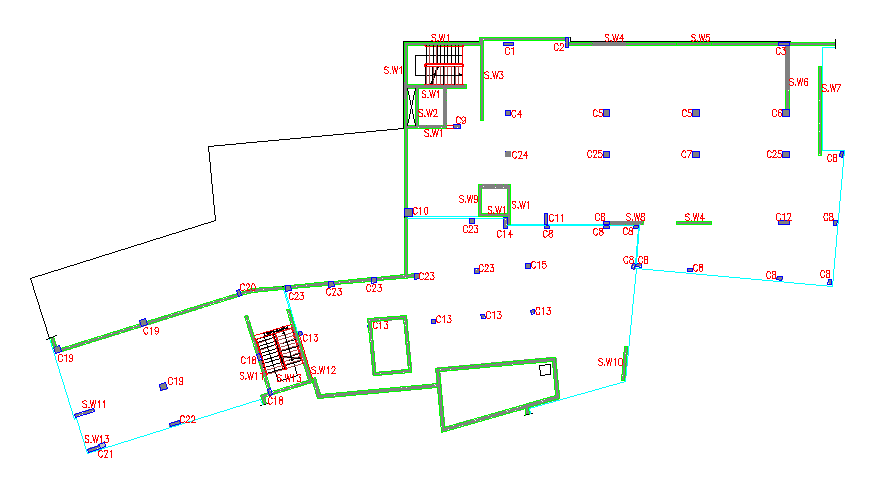 S.W1
S.W4
S.W5
C1
C2
C3
S.W1
S.W3
S.W6
S.W7
S.W1
S.W2
C4
C5
C5
C6
C9
S.W1
C24
C25
C7
C25
C8
S.W9
S.W1
S.W1
C10
C23
C14
C11
C8
C8
S.W8
S.W4
C12
C8
C8
C8
C23
C15
C8
C8
C8
C8
C8
C23
C23
C23
C23
C20
C19
C19
C13
C13
C13
C13
C13
C18
S.W11
S.W13
S.W12
S.W10
C19
C18
S.W11
C22
S.W13
C21